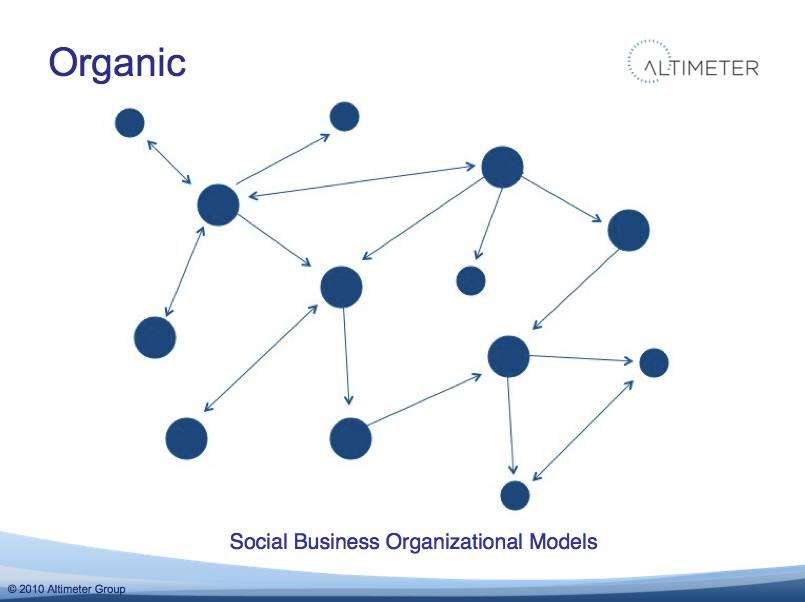 Organic
ALTIMETER
Social Business Organizational Models
© 2010 Altimeter Group